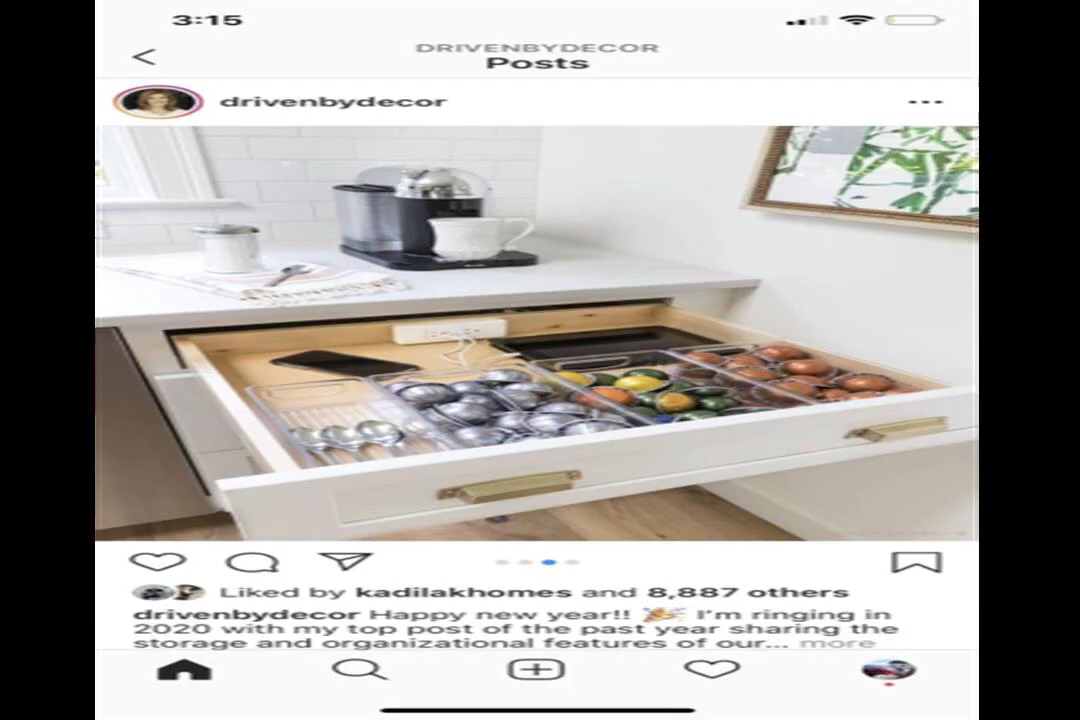 3:15
DRIVENBYDECOR
Posts
drivenbydecor
Liked by kadilakhomes and 8,887 others
drivenbydecor Happy new year!! 🎉 I'm ringing in
2020 with my top post of the past year sharing the
storage and organizational features of our... more